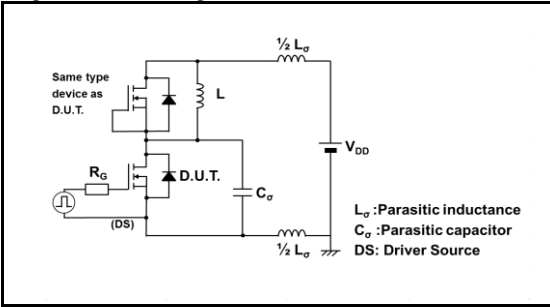 ½ Lσ
Same type
device as
D.U.T.
L
VDD
RG
D.U.T.
Cσ
(DS)
½ Lσ
Lσ :Parasitic inductance
Cσ :Parasitic capacitor
DS: Driver Source